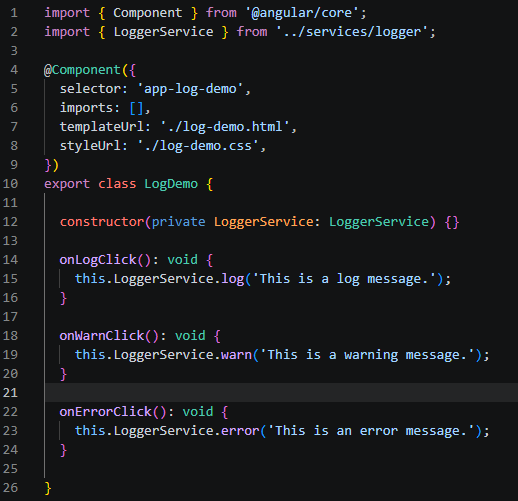 1 import { Component } from '@angular/core';
2 import { LoggerService } from '../services/logger';
3
4 @Component({
5   selector: 'app-log-demo',
6   imports: [],
7   templateUrl: './log-demo.html',
8   styleUrl: './log-demo.css',
9 })
10 export class LogDemo {
11
12   constructor(private LoggerService: LoggerService) {}
13
14   onLogClick(): void {
15     this.LoggerService.log('This is a log message.');
16   }
17
18   onWarnClick(): void {
19     this.LoggerService.warn('This is a warning message.');
20   }
21
22   onErrorClick(): void {
23     this.LoggerService.error('This is an error message.');
24   }
25
26 }